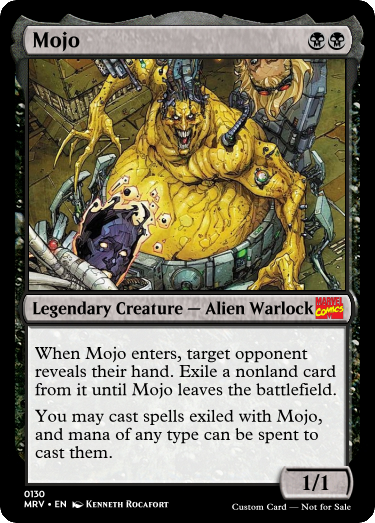 Mojo
Legendary Creature — Alien Warlock
MARVEL
COMICS
When Mojo enters, target opponent
reveals their hand. Exile a nonland card
from it until Mojo leaves the battlefield.
You may cast spells exiled with Mojo,
and mana of any type can be spent to
cast them.
1/1
0130
MRV • EN Kenneth Rocafort
Custom Card — Not for Sale